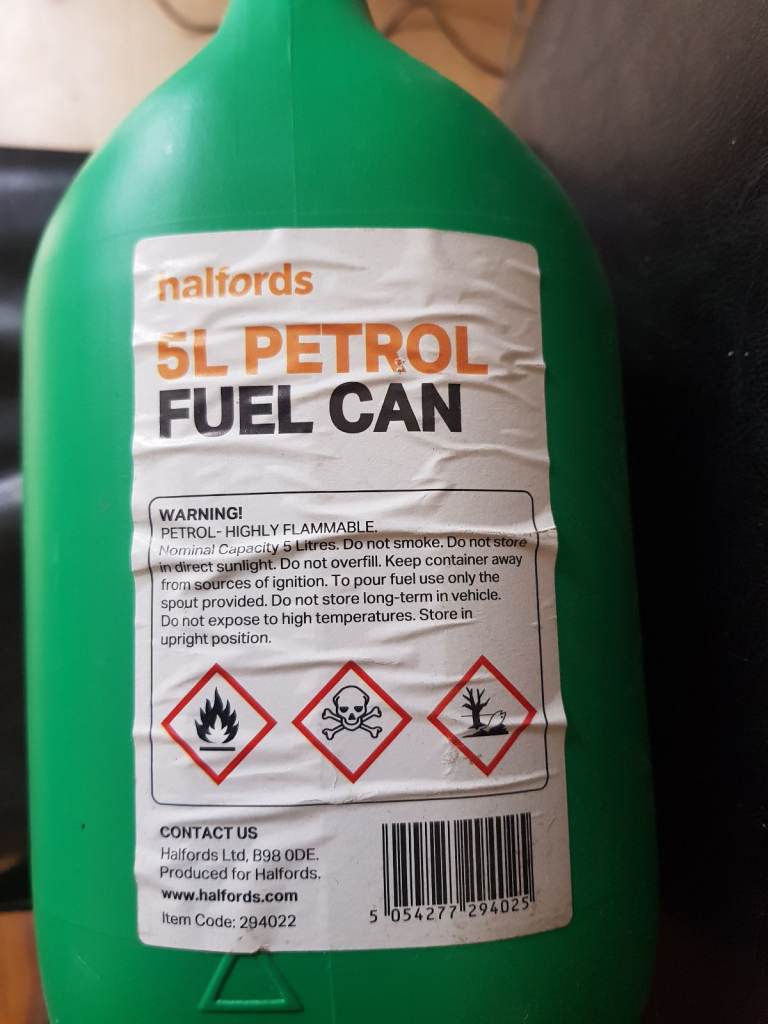 halfords
5L PETROL
FUEL CAN
WARNING!
PETROL- HIGHLY FLAMMABLE.
Nominal Capacity 5 Litres. Do not smoke. Do not store
in direct sunlight. Do not overfill. Keep container away
from sources of ignition. To pour fuel use only the
spout provided. Do not store long-term in vehicle.
Do not expose to high temperatures. Store in
upright position.
CONTACT US
Halfords Ltd, B98 0DE.
Produced for Halfords.
www.halfords.com
Item Code: 294022
5 054277 294025